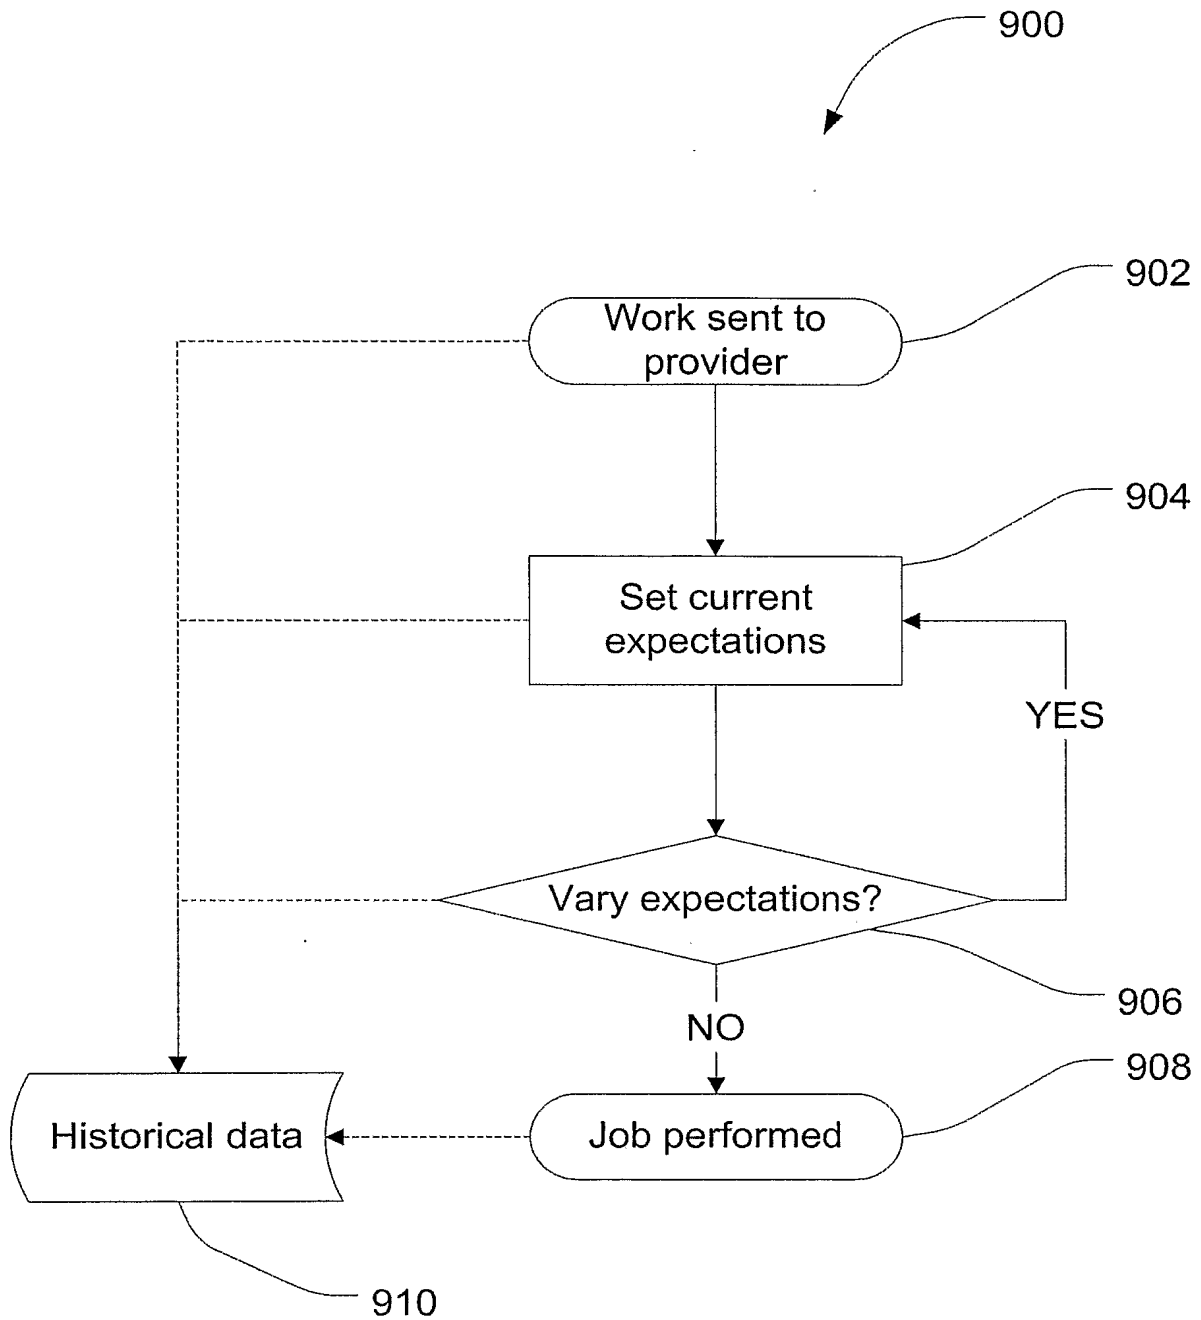 900
902
Work sent to
provider
904
Set current
expectations
YES
Vary expectations?
906
NO
908
Historical data
Job performed
910